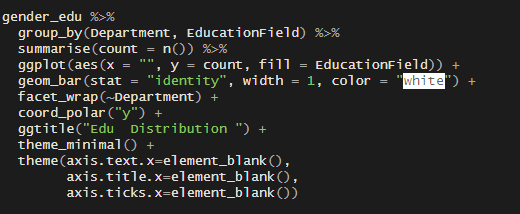 gender_edu %>%
group_by(Department, EducationField) %>%
summarise(count = n()) %>%
ggplot(aes(x = "", y = count, fill = EducationField)) +
geom_bar(stat = "identity", width = 1, color = "white") +
facet_wrap(~Department) +
coord_polar("y") +
ggtitle("Edu  Distribution ") +
theme_minimal() +
theme(axis.text.x=element_blank(),
axis.title.x=element_blank(),
axis.ticks.x=element_blank())